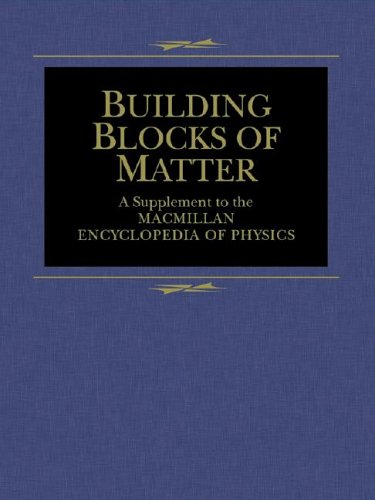 BUILDING
BLOCKS OF
MATTER
A Supplement to the
MACMILLAN
ENCYCLOPEDIA OF PHYSICS